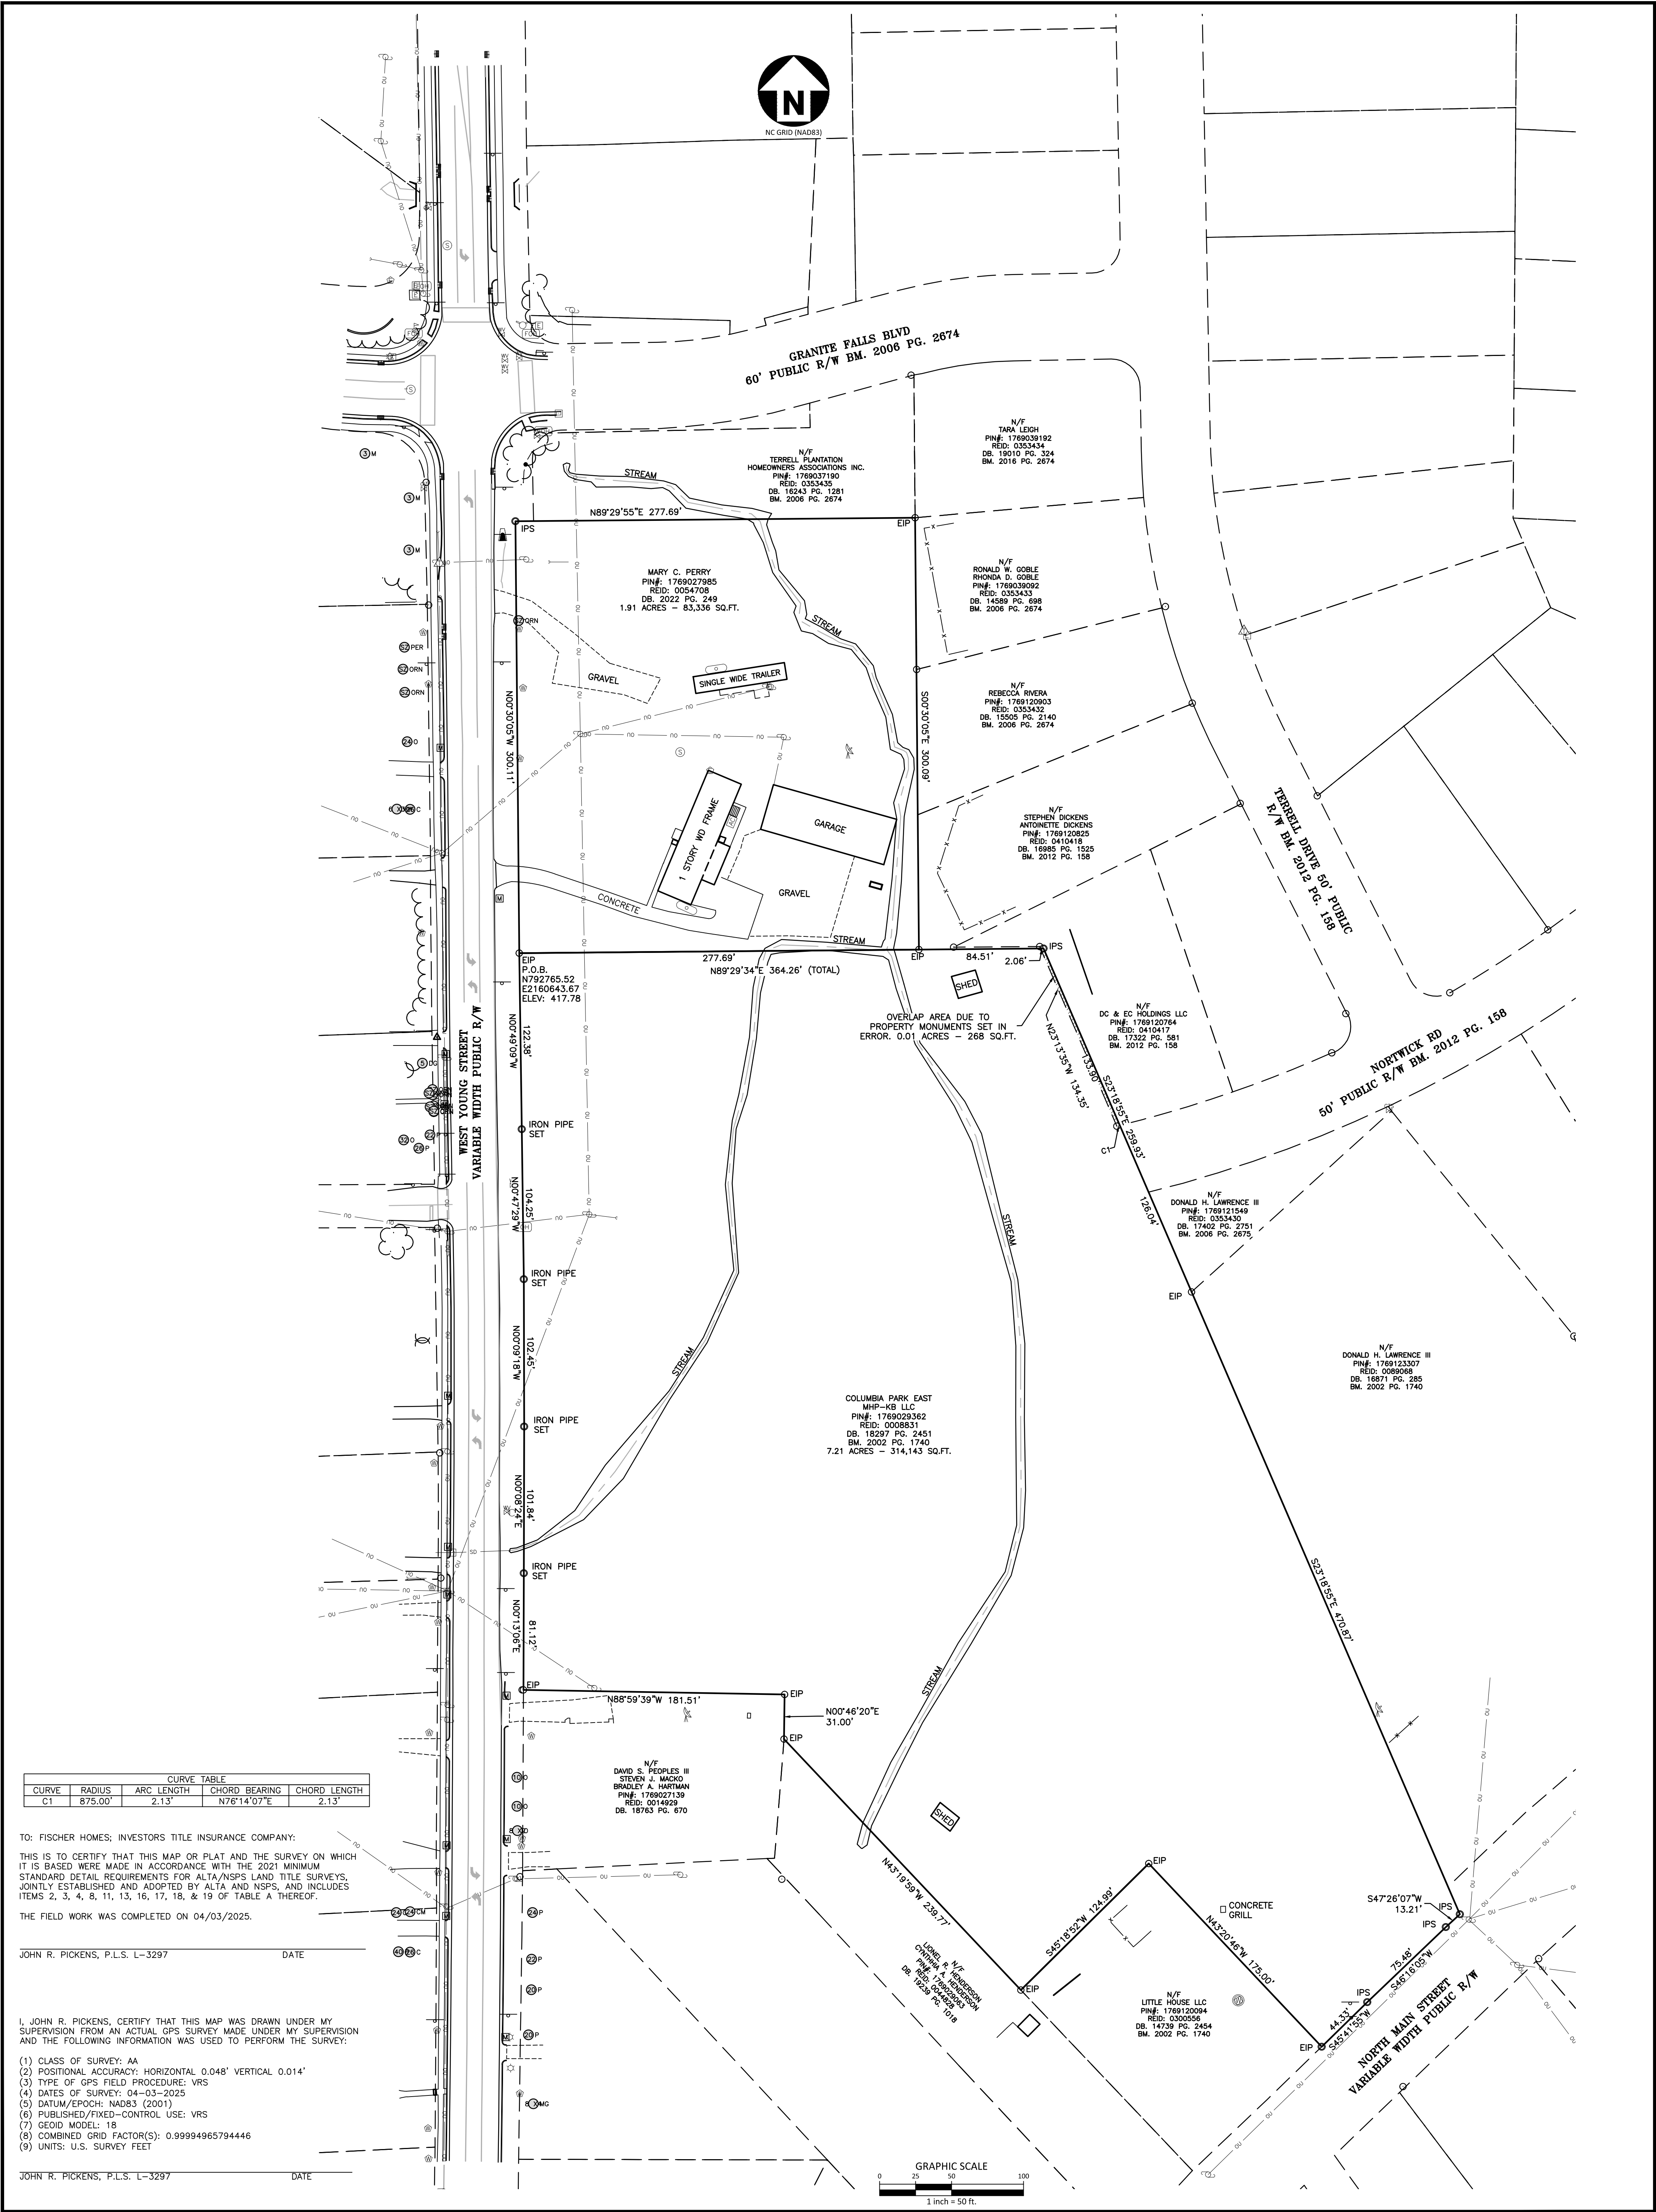 N
NC GRID (NAD83)
GRANITE FALLS BLVD
60' PUBLIC R/W BM. 2006 PG. 2674
N/F
TARA LEIGH
PIN#: 1769039192
REID: 0353434
DB. 19010 PG. 324
BM. 2016 PG. 2674
N/F
TERRELL PLANTATION
HOMEOWNERS ASSOCIATIONS INC.
PIN#: 1769037190
REID: 0353435
DB. 16243 PG. 1281
BM. 2006 PG. 2674
STREAM
N89°29'55"E 277.69'
IPS
EIP
MARY C. PERRY
PIN#: 1769027985
REID: 0054708
DB. 2022 PG. 249
1.91 ACRES – 83,336 SQ.FT.
N/F
RONALD W. GOBLE
RHONDA D. GOBLE
PIN#: 1769039092
REID: 0353433
DB. 14589 PG. 698
BM. 2006 PG. 2674
STREAM
GRAVEL
SINGLE WIDE TRAILER
N/F
REBECCA RIVERA
PIN#: 1769120903
REID: 0353432
DB. 15505 PG. 2140
BM. 2006 PG. 2674
N00°30'05"W 300.11'
S00°30'05"E 300.09'
1 STORY WD FRAME
GARAGE
GRAVEL
CONCRETE
N/F
STEPHEN DICKENS
ANTOINETTE DICKENS
PIN#: 1769120825
REID: 0410418
DB. 16985 PG. 1525
BM. 2012 PG. 158
TERRELL DRIVE 50' PUBLIC
R/W BM. 2012 PG. 158
STREAM
EIP
P.O.B.
N792765.52
E2160643.67
ELEV: 417.78
277.69'
N89°29'34"E 364.26' (TOTAL)
EIP
84.51'
2.06'
IPS
SHED
OVERLAP AREA DUE TO
PROPERTY MONUMENTS SET IN
ERROR. 0.01 ACRES – 268 SQ.FT.
N/F
DC & EC HOLDINGS LLC
PIN#: 1769120764
REID: 0410417
DB. 17322 PG. 581
BM. 2012 PG. 158
NORTWICK RD
50' PUBLIC R/W BM. 2012 PG. 158
N23°13'35"W 134.35'
133.90'
S23°18'55"E 259.93'
C1
126.04'
WEST YOUNG STREET
VARIABLE WIDTH PUBLIC R/W
122.38'
N00°49'09"W
IRON PIPE
SET
104.25'
N00°47'29"W
IRON PIPE
SET
102.45'
N00°09'18"W
IRON PIPE
SET
101.84'
N00°08'24"E
IRON PIPE
SET
81.12'
N00°13'06"E
EIP
STREAM
STREAM
STREAM
N/F
DONALD H. LAWRENCE III
PIN#: 1769121549
REID: 0353430
DB. 17402 PG. 2751
BM. 2006 PG. 2675
EIP
N/F
DONALD H. LAWRENCE III
PIN#: 1769123307
REID: 0089068
DB. 16871 PG. 285
BM. 2002 PG. 1740
COLUMBIA PARK EAST
MHP–KB LLC
PIN#: 1769029362
REID: 0008831
DB. 18297 PG. 2451
BM. 2002 PG. 1740
7.21 ACRES – 314,143 SQ.FT.
S23°18'55"E 470.87'
N88°59'39"W 181.51'
EIP
N00°46'20"E
31.00'
EIP
N/F
DAVID S. PEOPLES III
STEVEN J. MACKO
BRADLEY A. HARTMAN
PIN#: 1769027139
REID: 0014929
DB. 18763 PG. 670
SHED
N43°19'59"W 239.77'
S45°18'52"W 124.99'
EIP
EIP
CONCRETE
GRILL
N43°20'46"W 175.00'
S47°26'07"W
13.21'
IPS
IPS
75.48'
S46°16'05"W
IPS
44.33'
S45°41'55"W
EIP
NORTH MAIN STREET
VARIABLE WIDTH PUBLIC R/W
N/F
LIONEL R. HENDERSON
CYNTHHIA A. HENDERSON
PIN#: 1769029063
REID: 0044828
DB. 19239 PG. 1018
N/F
LITTLE HOUSE LLC
PIN#: 1769120094
REID: 0300556
DB. 14739 PG. 2454
BM. 2002 PG. 1740
CURVE TABLE
CURVE RADIUS ARC LENGTH CHORD BEARING CHORD LENGTH
C1 875.00' 2.13' N76°14'07"E 2.13'
TO: FISCHER HOMES; INVESTORS TITLE INSURANCE COMPANY:
THIS IS TO CERTIFY THAT THIS MAP OR PLAT AND THE SURVEY ON WHICH
IT IS BASED WERE MADE IN ACCORDANCE WITH THE 2021 MINIMUM
STANDARD DETAIL REQUIREMENTS FOR ALTA/NSPS LAND TITLE SURVEYS,
JOINTLY ESTABLISHED AND ADOPTED BY ALTA AND NSPS, AND INCLUDES
ITEMS 2, 3, 4, 8, 11, 13, 16, 17, 18, & 19 OF TABLE A THEREOF.
THE FIELD WORK WAS COMPLETED ON 04/03/2025.
JOHN R. PICKENS, P.L.S. L–3297 DATE
I, JOHN R. PICKENS, CERTIFY THAT THIS MAP WAS DRAWN UNDER MY
SUPERVISION FROM AN ACTUAL GPS SURVEY MADE UNDER MY SUPERVISION
AND THE FOLLOWING INFORMATION WAS USED TO PERFORM THE SURVEY:
(1) CLASS OF SURVEY: AA
(2) POSITIONAL ACCURACY: HORIZONTAL 0.048' VERTICAL 0.014'
(3) TYPE OF GPS FIELD PROCEDURE: VRS
(4) DATES OF SURVEY: 04–03–2025
(5) DATUM/EPOCH: NAD83 (2001)
(6) PUBLISHED/FIXED–CONTROL USE: VRS
(7) GEOID MODEL: 18
(8) COMBINED GRID FACTOR(S): 0.99994965794446
(9) UNITS: U.S. SURVEY FEET
JOHN R. PICKENS, P.L.S. L–3297 DATE
GRAPHIC SCALE
0 25 50 100
1 inch = 50 ft.